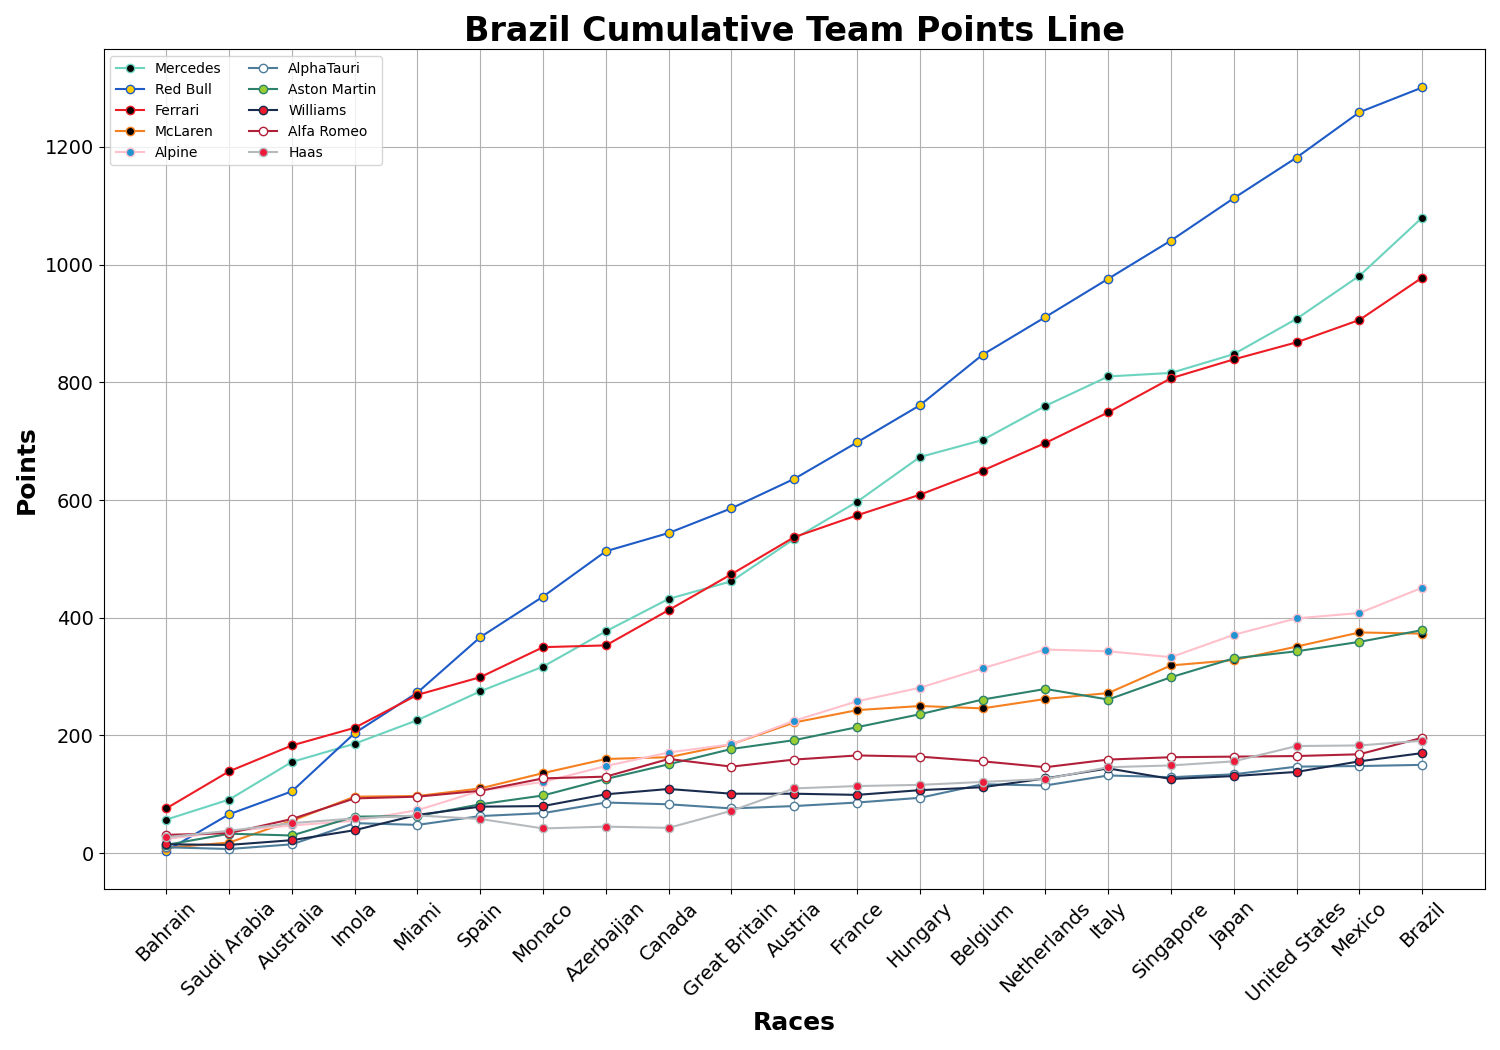 Brazil Cumulative Team Points Line
Mercedes
Red Bull
Ferrari
McLaren
Alpine
AlphaTauri
Aston Martin
Williams
Alfa Romeo
Haas
Points
1200
1000
800
600
400
200
0
Bahrain
Saudi Arabia
Australia
Imola
Miami
Spain
Monaco
Azerbaijan
Canada
Great Britain
Austria
France
Hungary
Belgium
Netherlands
Italy
Singapore
Japan
United States
Mexico
Brazil
Races